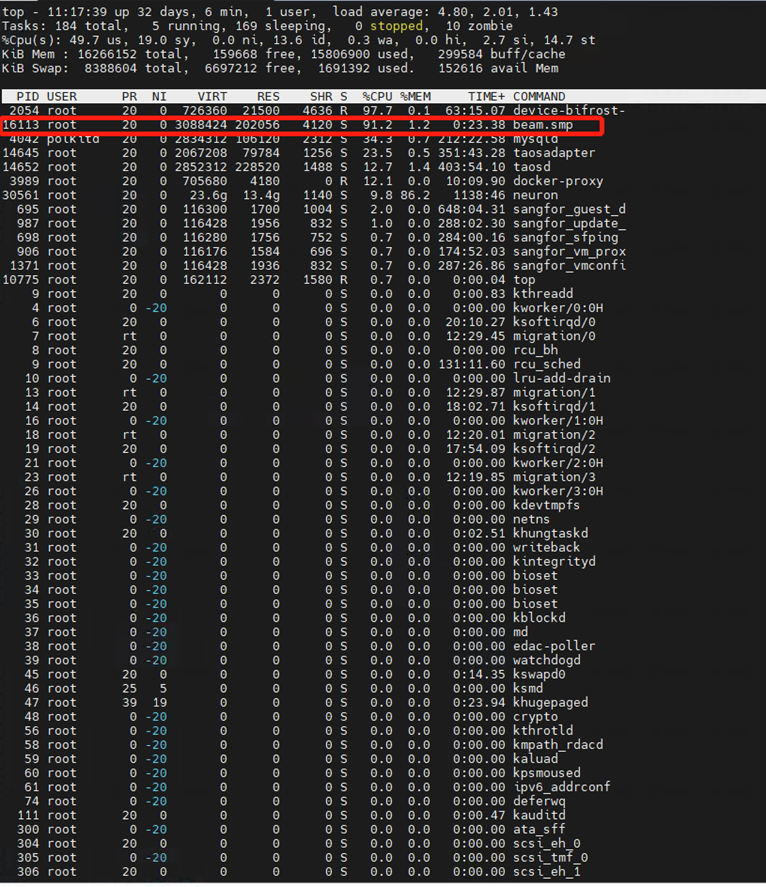 top - 11:17:39 up 32 days, 6 min,  1 user,  load average: 4.80, 2.01, 1.43
Tasks: 184 total,   5 running, 169 sleeping,   0 stopped,  10 zombie
%Cpu(s): 49.7 us, 19.0 sy,  0.0 ni, 13.6 id,  0.3 wa,  0.0 hi,  2.7 si, 14.7 st
KiB Mem : 16266152 total,   159668 free, 15806900 used,   299584 buff/cache
KiB Swap:  8388604 total,  6697212 free,  1691392 used.   152616 avail Mem
PID USER PR NI VIRT RES SHR S %CPU %MEM TIME+ COMMAND
2054 root 20 0 726360 21500 4636 R 97.7 0.1 63:15.07 device-bifrost-
16113 root 20 0 3088424 202056 4120 S 91.2 1.2 0:23.38 beam.smp
4042 polkitd 20 0 2834312 106120 2312 S 34.3 0.7 212:22.58 mysqld
14645 root 20 0 2067208 79784 1256 S 23.5 0.5 351:43.28 taosadapter
14652 root 20 0 2852312 228520 1488 S 12.7 1.4 403:54.10 taosd
3989 root 20 0 705680 4180 0 R 12.1 0.0 10:09.90 docker-proxy
30561 root 20 0 23.6g 13.4g 1140 S 9.8 86.2 1138:46 neuron
695 root 20 0 116300 1700 1004 S 2.0 0.0 648:04.31 sangfor_guest_d
987 root 20 0 116428 1956 832 S 1.0 0.0 288:02.30 sangfor_update_
698 root 20 0 116280 1756 752 S 0.7 0.0 284:00.16 sangfor_sfping
906 root 20 0 116176 1584 696 S 0.7 0.0 174:52.03 sangfor_vm_prox
1371 root 20 0 116428 1936 832 S 0.7 0.0 287:26.86 sangfor_vmconfi
10775 root 20 0 162112 2372 1580 R 0.7 0.0 0:00.04 top
9 root 20 0 0 0 0 S 0.0 0.0 0:00.83 kthreadd
4 root 0 -20 0 0 0 S 0.0 0.0 0:00.00 kworker/0:0H
6 root 20 0 0 0 0 S 0.0 0.0 20:10.27 ksoftirqd/0
7 root rt 0 0 0 0 S 0.0 0.0 12:29.45 migration/0
8 root 20 0 0 0 0 S 0.0 0.0 0:00.00 rcu_bh
9 root 20 0 0 0 0 S 0.0 0.0 131:11.60 rcu_sched
10 root 0 -20 0 0 0 S 0.0 0.0 0:00.00 lru-add-drain
13 root rt 0 0 0 0 S 0.0 0.0 12:29.87 migration/1
14 root 20 0 0 0 0 S 0.0 0.0 18:02.71 ksoftirqd/1
16 root 0 -20 0 0 0 S 0.0 0.0 0:00.00 kworker/1:0H
18 root rt 0 0 0 0 S 0.0 0.0 12:20.01 migration/2
19 root 20 0 0 0 0 S 0.0 0.0 17:54.09 ksoftirqd/2
21 root 0 -20 0 0 0 S 0.0 0.0 0:00.00 kworker/2:0H
23 root rt 0 0 0 0 S 0.0 0.0 12:19.85 migration/3
26 root 0 -20 0 0 0 S 0.0 0.0 0:00.00 kworker/3:0H
28 root 20 0 0 0 0 S 0.0 0.0 0:00.00 kdevtmpfs
29 root 0 -20 0 0 0 S 0.0 0.0 0:00.00 netns
30 root 20 0 0 0 0 S 0.0 0.0 0:02.51 khungtaskd
31 root 0 -20 0 0 0 S 0.0 0.0 0:00.00 writeback
32 root 0 -20 0 0 0 S 0.0 0.0 0:00.00 kintegrityd
33 root 0 -20 0 0 0 S 0.0 0.0 0:00.00 bioset
34 root 0 -20 0 0 0 S 0.0 0.0 0:00.00 bioset
35 root 0 -20 0 0 0 S 0.0 0.0 0:00.00 bioset
36 root 0 -20 0 0 0 S 0.0 0.0 0:00.00 kblockd
37 root 0 -20 0 0 0 S 0.0 0.0 0:00.00 md
38 root 0 -20 0 0 0 S 0.0 0.0 0:00.00 edac-poller
39 root 0 -20 0 0 0 S 0.0 0.0 0:00.00 watchdogd
45 root 20 0 0 0 0 S 0.0 0.0 0:14.35 kswapd0
46 root 25 5 0 0 0 S 0.0 0.0 0:00.00 ksmd
47 root 39 19 0 0 0 S 0.0 0.0 0:23.94 khugepaged
48 root 0 -20 0 0 0 S 0.0 0.0 0:00.00 crypto
56 root 0 -20 0 0 0 S 0.0 0.0 0:00.00 kthrotld
58 root 0 -20 0 0 0 S 0.0 0.0 0:00.00 kmpath_rdacd
59 root 0 -20 0 0 0 S 0.0 0.0 0:00.00 kaluad
60 root 0 -20 0 0 0 S 0.0 0.0 0:00.00 kpsmoused
61 root 0 -20 0 0 0 S 0.0 0.0 0:00.00 ipv6_addrconf
74 root 0 -20 0 0 0 S 0.0 0.0 0:00.00 deferwq
111 root 20 0 0 0 0 S 0.0 0.0 0:00.47 kauditd
300 root 0 -20 0 0 0 S 0.0 0.0 0:00.00 ata_sff
304 root 20 0 0 0 0 S 0.0 0.0 0:00.00 scsi_eh_0
305 root 0 -20 0 0 0 S 0.0 0.0 0:00.00 scsi_tmf_0
306 root 20 0 0 0 0 S 0.0 0.0 0:00.00 scsi_eh_1